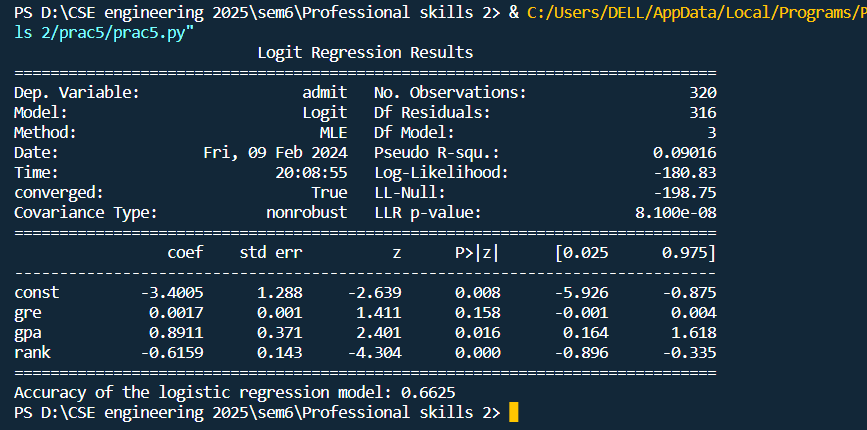 PS D:\CSE engineering 2025\sem6\Professional skills 2> & C:/Users/DELL/AppData/Local/Programs/P
ls 2/prac5/prac5.py"
                           Logit Regression Results
==============================================================================
Dep. Variable:                  admit   No. Observations:                  320
Model:                          Logit   Df Residuals:                      316
Method:                           MLE   Df Model:                            3
Date:                Fri, 09 Feb 2024   Pseudo R-squ.:                 0.09016
Time:                        20:08:55   Log-Likelihood:                -180.83
converged:                       True   LL-Null:                       -198.75
Covariance Type:            nonrobust   LLR p-value:                 8.100e-08
==============================================================================
                 coef    std err          z      P>|z|      [0.025      0.975]
------------------------------------------------------------------------------
const         -3.4005      1.288     -2.639      0.008      -5.926      -0.875
gre            0.0017      0.001      1.411      0.158      -0.001       0.004
gpa            0.8911      0.371      2.401      0.016       0.164       1.618
rank          -0.6159      0.143     -4.304      0.000      -0.896      -0.335
==============================================================================
Accuracy of the logistic regression model: 0.6625
PS D:\CSE engineering 2025\sem6\Professional skills 2>